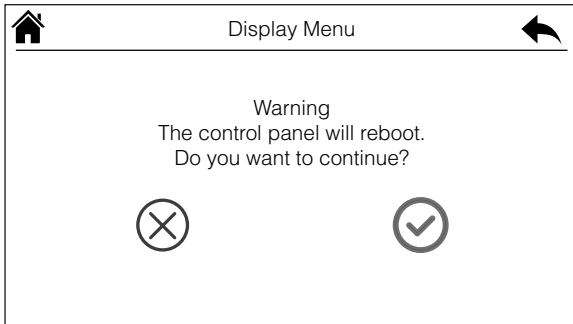 Display Menu
Warning
The control panel will reboot.
Do you want to continue?